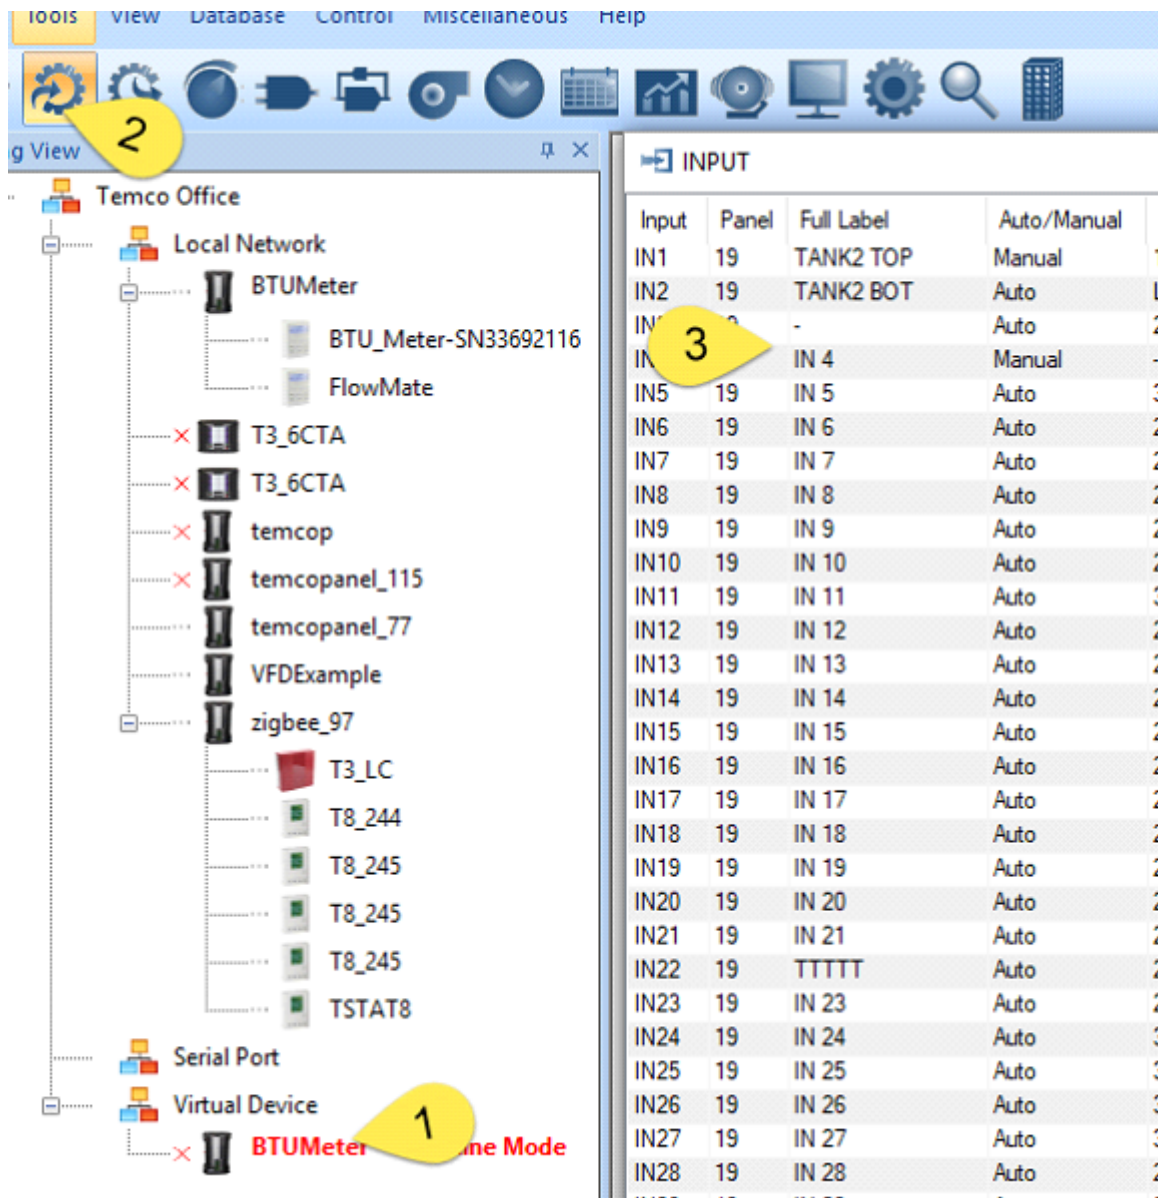 Tools View Database Control Miscellaneous Help
2
g View
Temco Office
Local Network
BTUMeter
BTU_Meter-SN33692116
FlowMate
T3_6CTA
T3_6CTA
temcop
temcopanel_115
temcopanel_77
VFDExample
zigbee_97
T3_LC
T8_244
T8_245
T8_245
T8_245
TSTAT8
Serial Port
Virtual Device
1
BTUMeter ine Mode
INPUT
Input Panel Full Label Auto/Manual
IN1 19 TANK2 TOP Manual
IN2 19 TANK2 BOT Auto
- Auto
3
IN 4 Manual
IN5 19 IN 5 Auto
IN6 19 IN 6 Auto
IN7 19 IN 7 Auto
IN8 19 IN 8 Auto
IN9 19 IN 9 Auto
IN10 19 IN 10 Auto
IN11 19 IN 11 Auto
IN12 19 IN 12 Auto
IN13 19 IN 13 Auto
IN14 19 IN 14 Auto
IN15 19 IN 15 Auto
IN16 19 IN 16 Auto
IN17 19 IN 17 Auto
IN18 19 IN 18 Auto
IN19 19 IN 19 Auto
IN20 19 IN 20 Auto
IN21 19 IN 21 Auto
IN22 19 TTTTT Auto
IN23 19 IN 23 Auto
IN24 19 IN 24 Auto
IN25 19 IN 25 Auto
IN26 19 IN 26 Auto
IN27 19 IN 27 Auto
IN28 19 IN 28 Auto